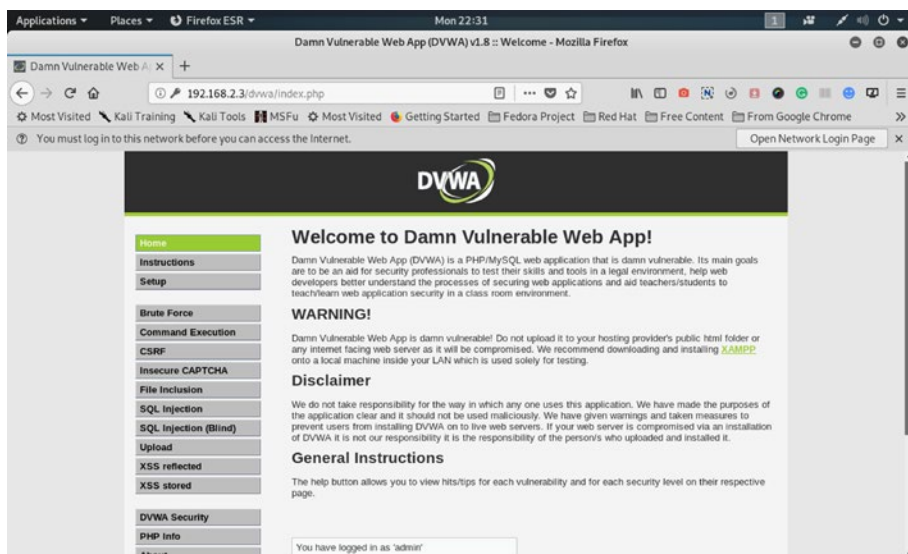 Applications Places Firefox ESR Mon 22:31 1
Damn Vulnerable Web App (DVWA) v1.8 :: Welcome - Mozilla Firefox
Damn Vulnerable Web A
192.168.2.3/dvwa/index.php
Most Visited Kali Training Kali Tools MSFu Most Visited Getting Started Fedora Project Red Hat Free Content From Google Chrome
You must log in to this network before you can access the Internet. Open Network Login Page
DVWA
Home
Instructions
Setup
Brute Force
Command Execution
CSRF
Insecure CAPTCHA
File Inclusion
SQL Injection
SQL Injection (Blind)
Upload
XSS reflected
XSS stored
DVWA Security
PHP Info
About
Welcome to Damn Vulnerable Web App!
Damn Vulnerable Web App (DVWA) is a PHP/MySQL web application that is damn vulnerable. Its main goals
are to be an aid for security professionals to test their skills and tools in a legal environment, help web
developers better understand the processes of securing web applications and aid teachers/students to
teach/learn web application security in a class room environment.
WARNING!
Damn Vulnerable Web App is damn vulnerable! Do not upload it to your hosting provider's public html folder or
any internet facing web server as it will be compromised. We recommend downloading and installing XAMPP
onto a local machine inside your LAN which is used solely for testing.
Disclaimer
We do not take responsibility for the way in which any one uses this application. We have made the purposes of
the application clear and it should not be used maliciously. We have given warnings and taken measures to
prevent users from installing DVWA on to live web servers. If your web server is compromised via an installation
of DVWA it is not our responsibility it is the responsibility of the person/s who uploaded and installed it.
General Instructions
The help button allows you to view hits/tips for each vulnerability and for each security level on their respective
page.
You have logged in as 'admin'